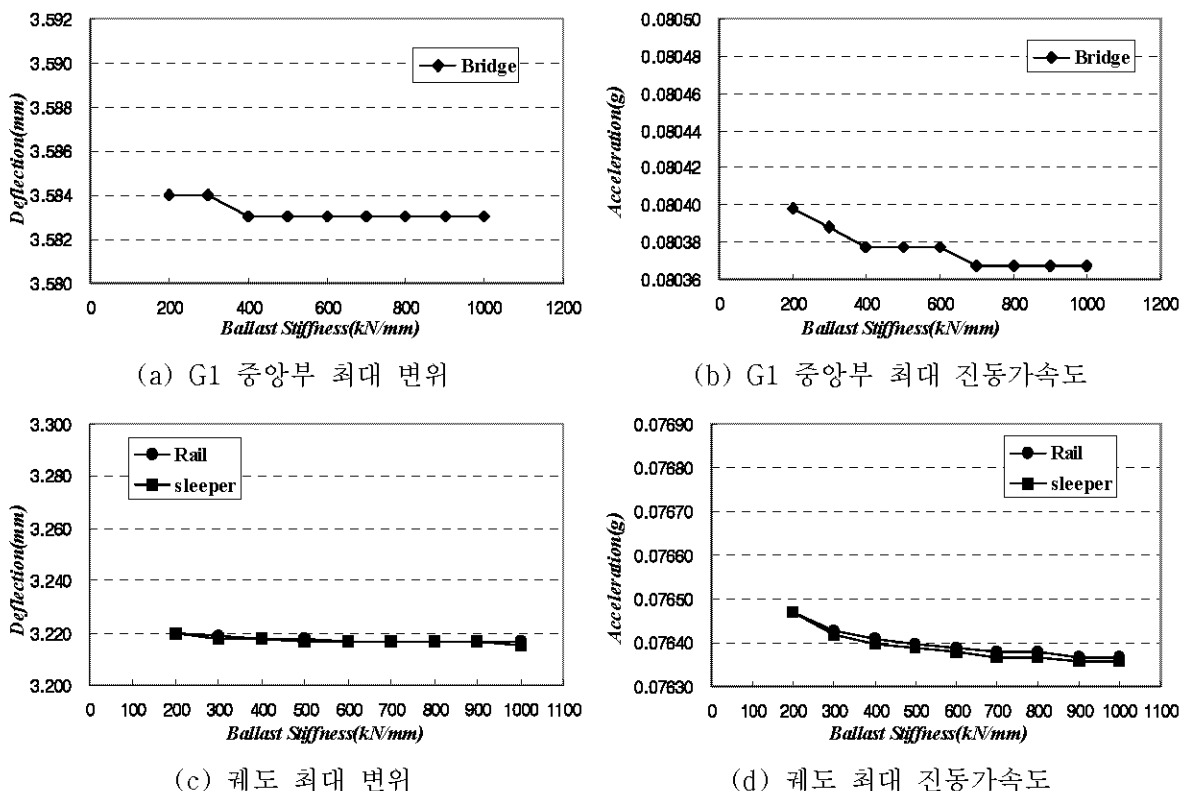 3.592
3.590
3.588
3.586
3.584
3.582
3.580
Deflection(mm)
Bridge
0 200 400 600 800 1000 1200
Ballast Stiffness(kN/mm)
(a) G1 중앙부 최대 변위
0.08050
0.08048
0.08046
0.08044
0.08042
0.08040
0.08038
0.08036
Acceleration(g)
Bridge
0 200 400 600 800 1000 1200
Ballast Stiffness(kN/mm)
(b) G1 중앙부 최대 진동가속도
3.300
3.280
3.260
3.240
3.220
3.200
Deflection(mm)
Rail
sleeper
0 100 200 300 400 500 600 700 800 900 1000 1100
Ballast Stiffness(kN/mm)
(c) 궤도 최대 변위
0.07690
0.07680
0.07670
0.07660
0.07650
0.07640
0.07630
Acceleration(g)
Rail
sleeper
0 100 200 300 400 500 600 700 800 900 1000 1100
Ballast Stiffness(kN/mm)
(d) 궤도 최대 진동가속도